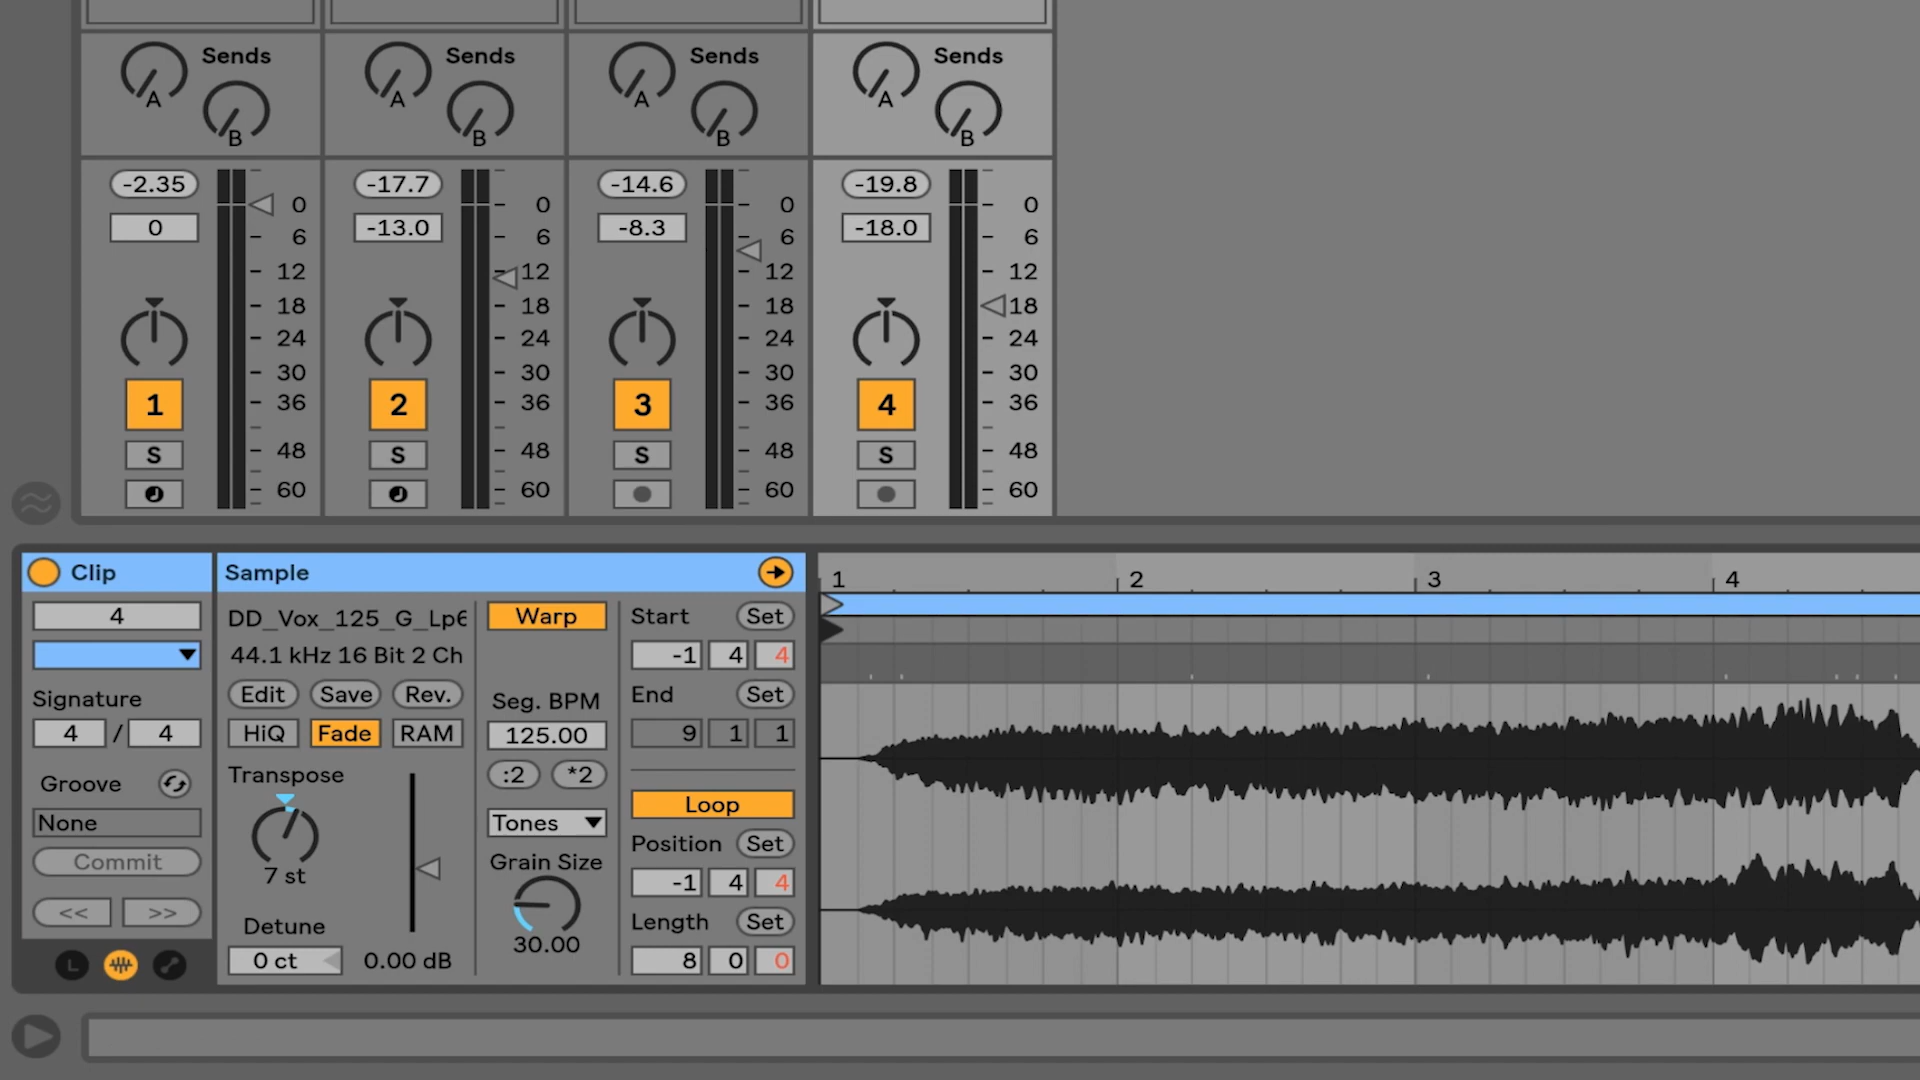 Sends Sends Sends Sends
A A A A
B B B B
-2.35 -17.7 -14.6 -19.8
0 0 0 0
0 -13.0 -8.3 -18.0
6 6 6 6
12 12 12 12
18 18 18 18
24 24 24 24
30 30 30 30
1 2 3 4
36 36 36 36
S S S S
48 48 48 48
60 60 60 60
Clip
4
Signature
4 / 4
Groove
None
Commit
<< >>
L
Sample
DD_Vox_125_G_Lp6
44.1 kHz 16 Bit 2 Ch
Edit Save Rev.
HiQ Fade RAM
Transpose
7 st
Detune
0 ct 0.00 dB
Warp
Seg. BPM
125.00
:2 *2
Tones
Grain Size
30.00
Start Set
-1 4 4
End Set
9 1 1
Loop
Position Set
-1 4 4
Length Set
8 0 0
1 2 3 4